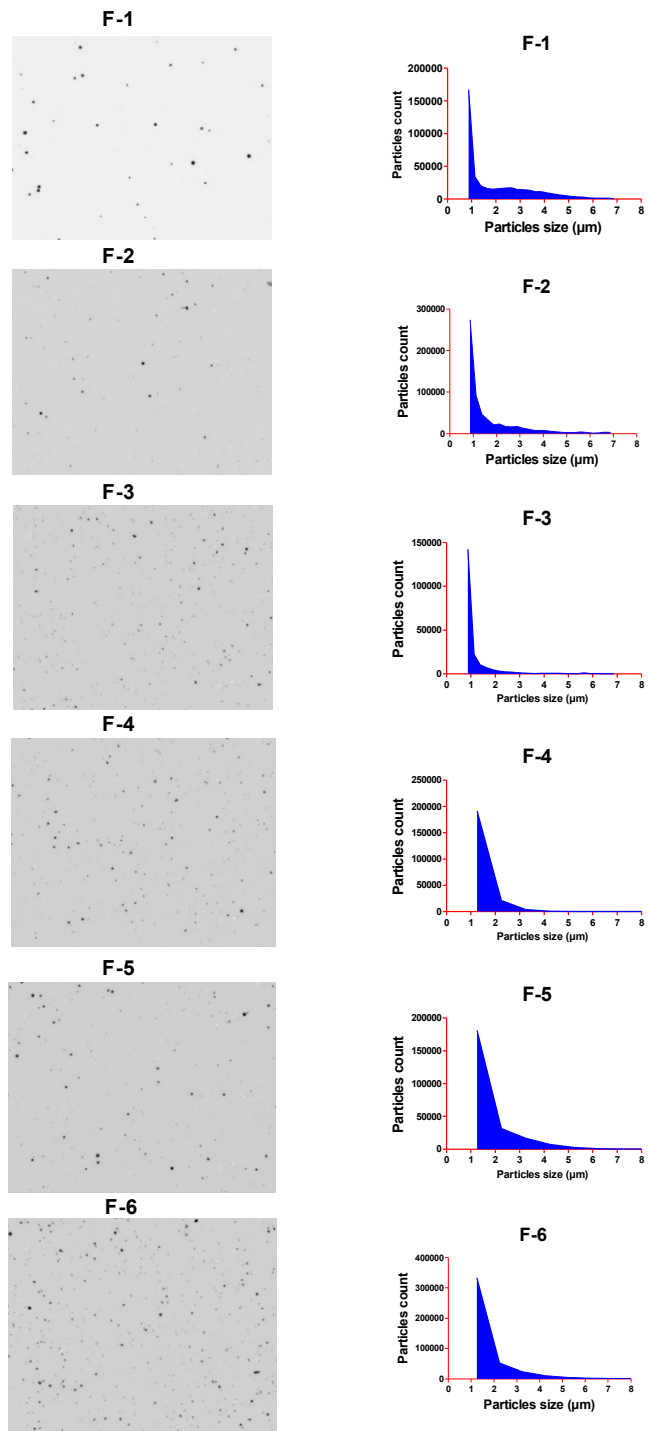 F-1
F-1
200000
150000
100000
50000
0
Particles count
0 1 2 3 4 5 6 7 8
Particles size (µm)
F-2
F-2
300000
200000
100000
0
Particles count
0 1 2 3 4 5 6 7 8
Particles size (µm)
F-3
F-3
150000
100000
50000
0
Particles count
0 1 2 3 4 5 6 7 8
Particles size (µm)
F-4
F-4
250000
200000
150000
100000
50000
0
Particles count
0 1 2 3 4 5 6 7 8
Particles size (µm)
F-5
F-5
200000
150000
100000
50000
0
Particles count
0 1 2 3 4 5 6 7 8
Particles size (µm)
F-6
F-6
400000
300000
200000
100000
0
Particles count
0 1 2 3 4 5 6 7 8
Particles size (µm)